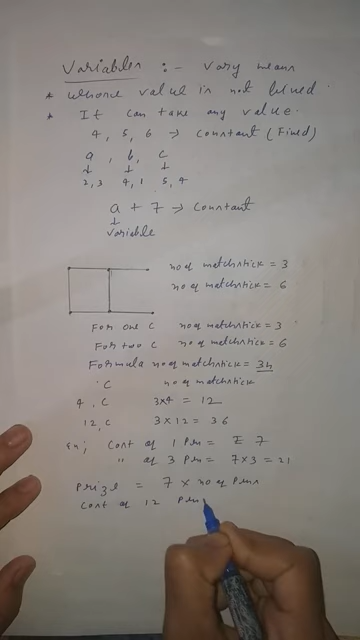 Variables :- vary means
* whose value is not fixed.
* It can take any value.
4, 5, 6 → constant (Fixed)
a, b, c
↓ ↓ ↓
2,3 4,1 5,4
a + 7 → constant
↓
variable
no of matchstick = 3
no of matchstick = 6
For one C no of matchstick = 3
For two C no of matchstick = 6
Formula no of matchstick = 3n
C no of matchstick
4, C 3×4 = 12
12, C 3×12 = 36
Ex; Cost of 1 Pen = ₹ 7
" of 3 Pen = 7×3 = 21
Prize = 7 × no of Pens
Cost of 12 Pen